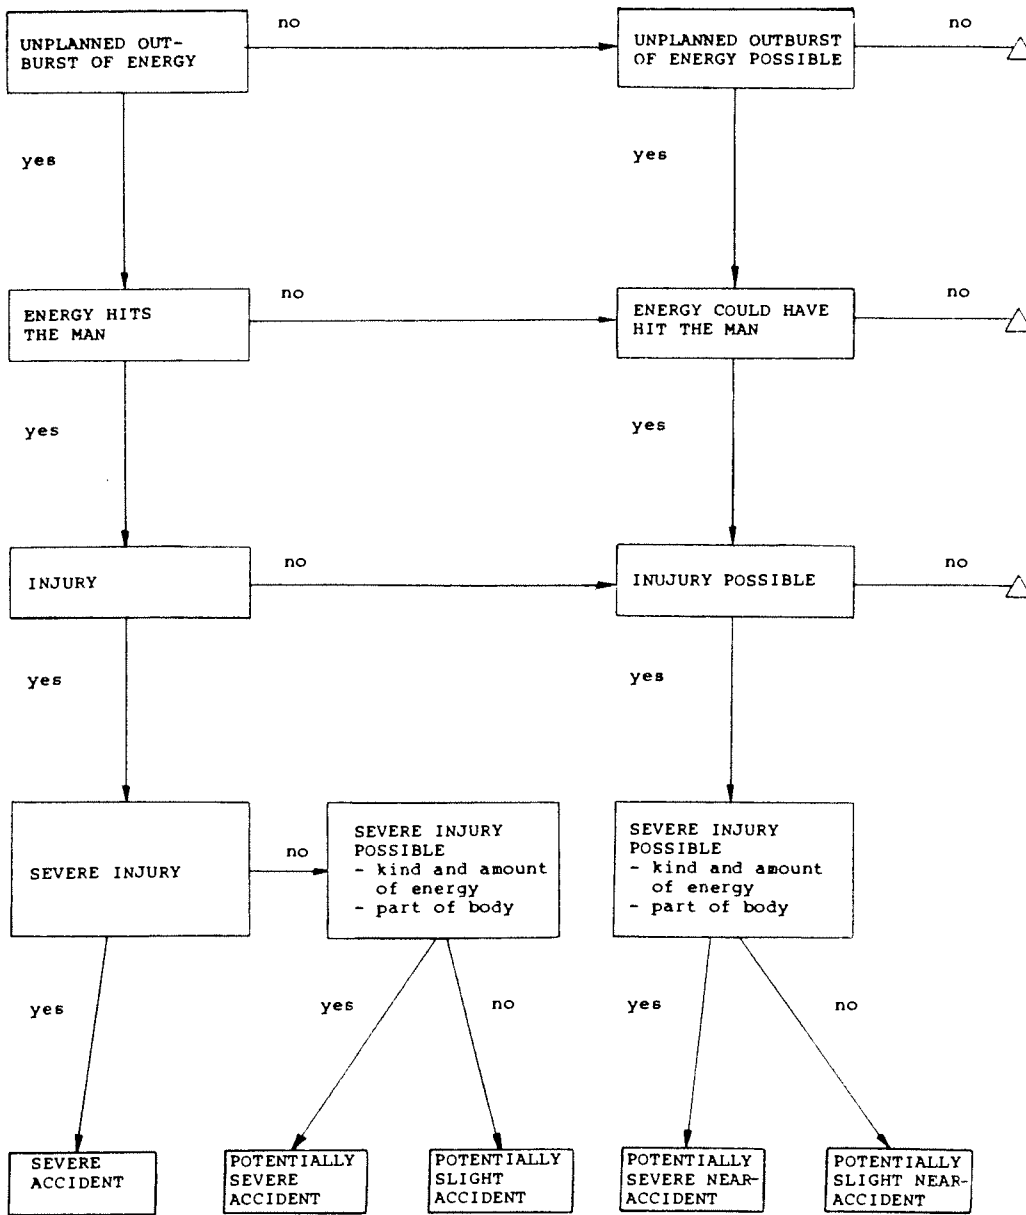 UNPLANNED OUT-
BURST OF ENERGY
no
UNPLANNED OUTBURST
OF ENERGY POSSIBLE
no
yes
yes
ENERGY HITS
THE MAN
no
ENERGY COULD HAVE
HIT THE MAN
no
yes
yes
INJURY
no
INUJURY POSSIBLE
no
yes
yes
SEVERE INJURY
no
SEVERE INJURY
POSSIBLE
- kind and amount
of energy
- part of body
SEVERE INJURY
POSSIBLE
- kind and amount
of energy
- part of body
yes
yes
no
yes
no
SEVERE
ACCIDENT
POTENTIALLY
SEVERE
ACCIDENT
POTENTIALLY
SLIGHT
ACCIDENT
POTENTIALLY
SEVERE NEAR-
ACCIDENT
POTENTIALLY
SLIGHT NEAR-
ACCIDENT